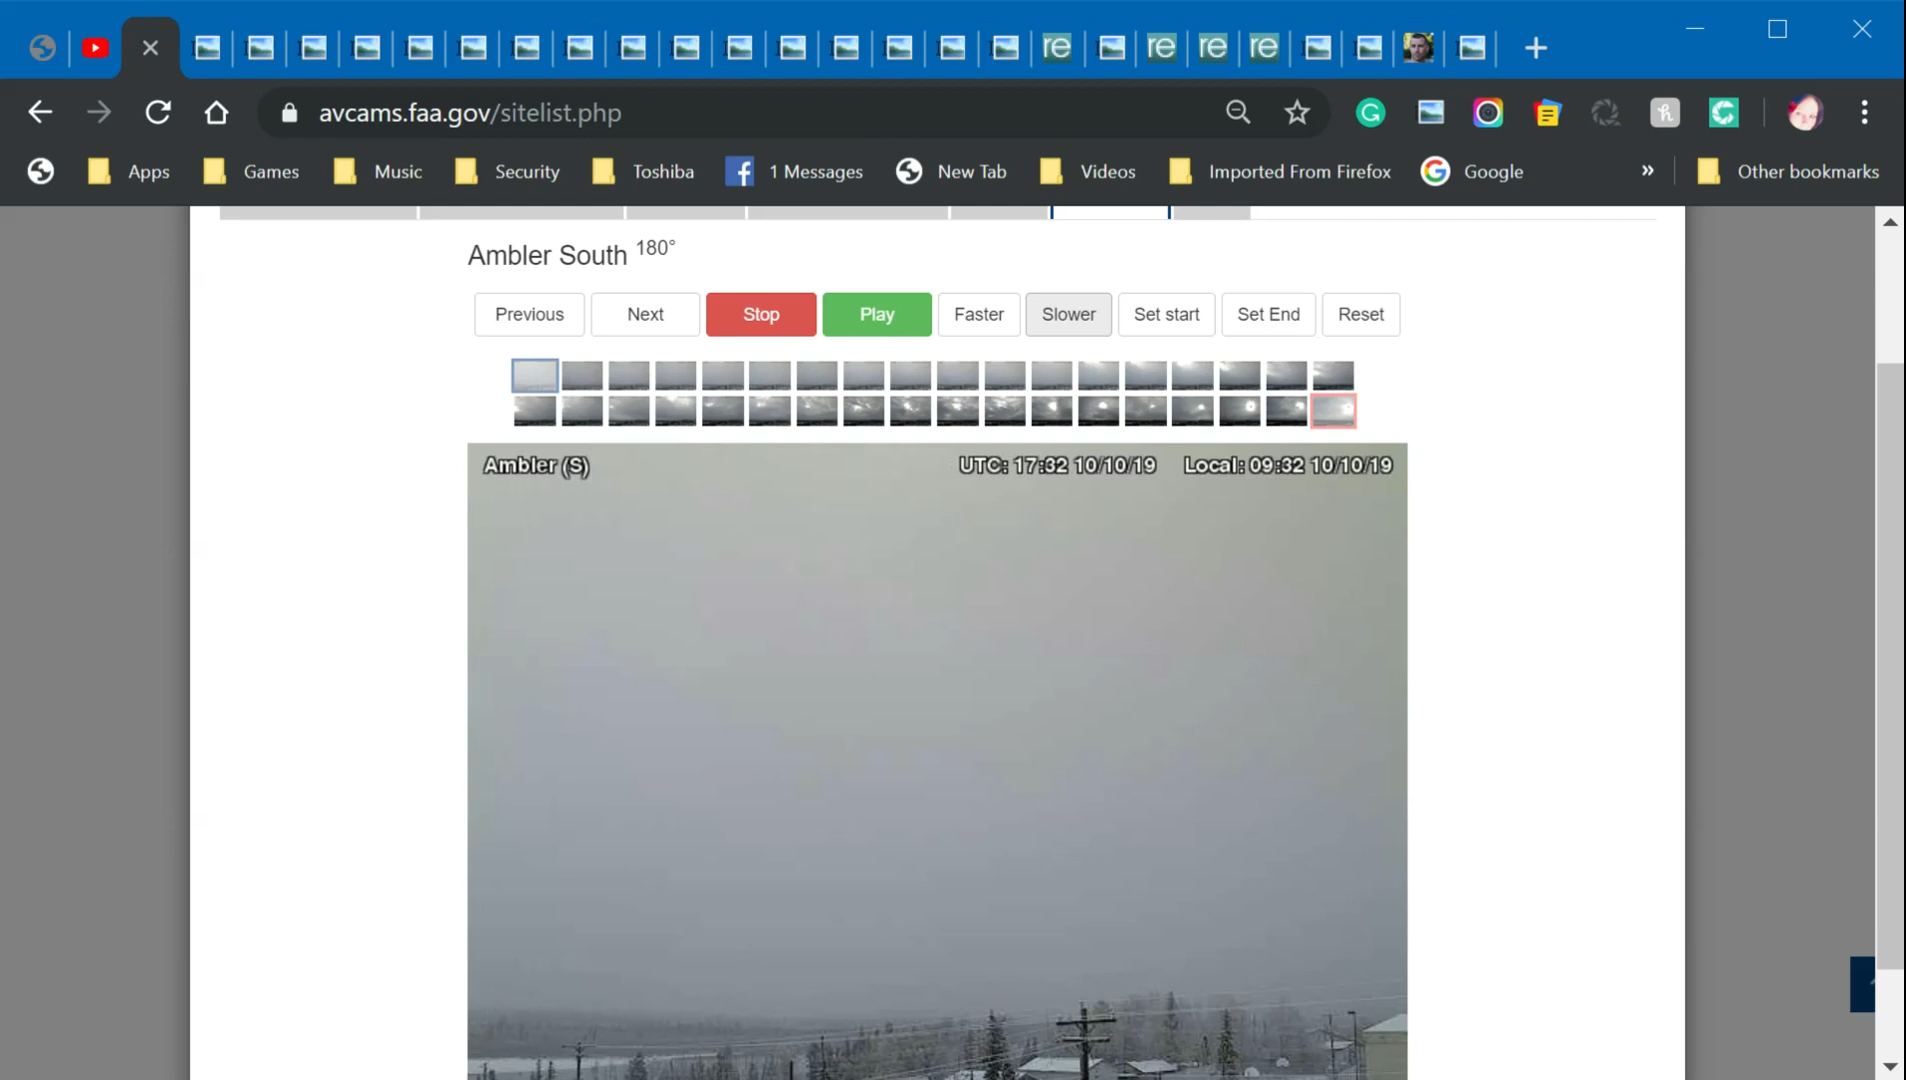 re re re re
avcams.faa.gov/sitelist.php
Apps Games Music Security Toshiba 1 Messages New Tab Videos Imported From Firefox Google » Other bookmarks
Ambler South 180°
Previous Next Stop Play Faster Slower Set start Set End Reset
Ambler (S) UTC: 17:32 10/10/19 Local: 09:32 10/10/19